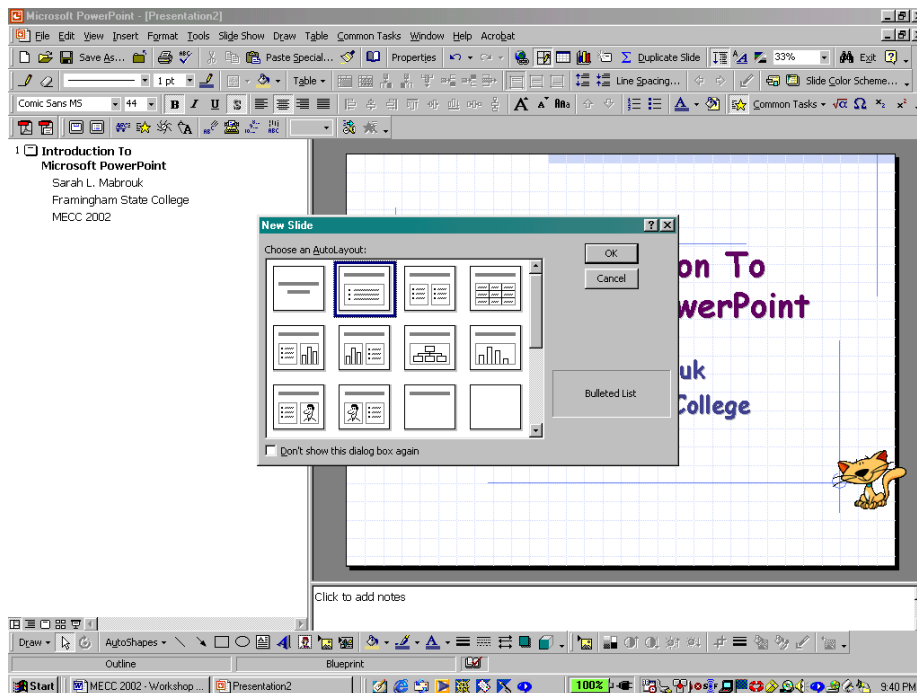 Microsoft PowerPoint - [Presentation2]
File Edit View Insert Format Tools Slide Show Draw Table Common Tasks Window Help Acrobat
Save As... Paste Special... Properties Duplicate Slide 33% Exit
1 pt Table Line Spacing... Slide Color Scheme...
Comic Sans MS 44 B I U S A A Aaa A Common Tasks √α Ω ×₂ ×²
ABC
1 Introduction To
Microsoft PowerPoint
Sarah L. Mabrouk
Framingham State College
MECC 2002
New Slide
Choose an AutoLayout:
OK
Cancel
Bulleted List
Don't show this dialog box again
on To
werPoint
uk
College
Click to add notes
Draw AutoShapes A
Outline Blueprint
Start MECC 2002 - Workshop ... Presentation2 100% 9:40 PM